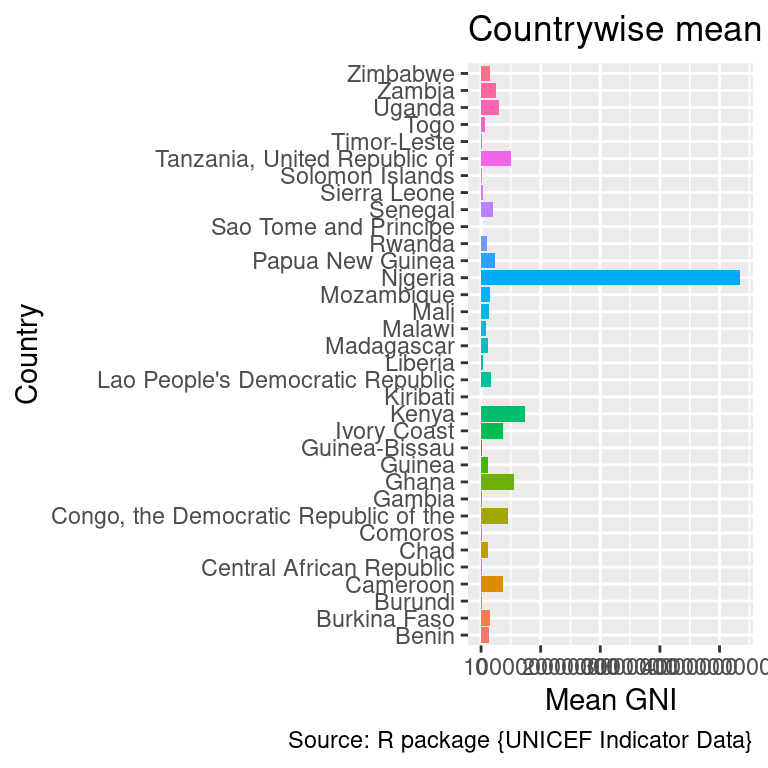 Countrywise mean
Zimbabwe
Zambia
Uganda
Togo
Timor-Leste
Tanzania, United Republic of
Solomon Islands
Sierra Leone
Senegal
Sao Tome and Principe
Rwanda
Papua New Guinea
Nigeria
Mozambique
Mali
Malawi
Madagascar
Liberia
Lao People's Democratic Republic
Kiribati
Kenya
Ivory Coast
Guinea-Bissau
Guinea
Ghana
Gambia
Congo, the Democratic Republic of the
Comoros
Chad
Central African Republic
Cameroon
Burundi
Burkina Faso
Benin
Country
Mean GNI
Source: R package {UNICEF Indicator Data}